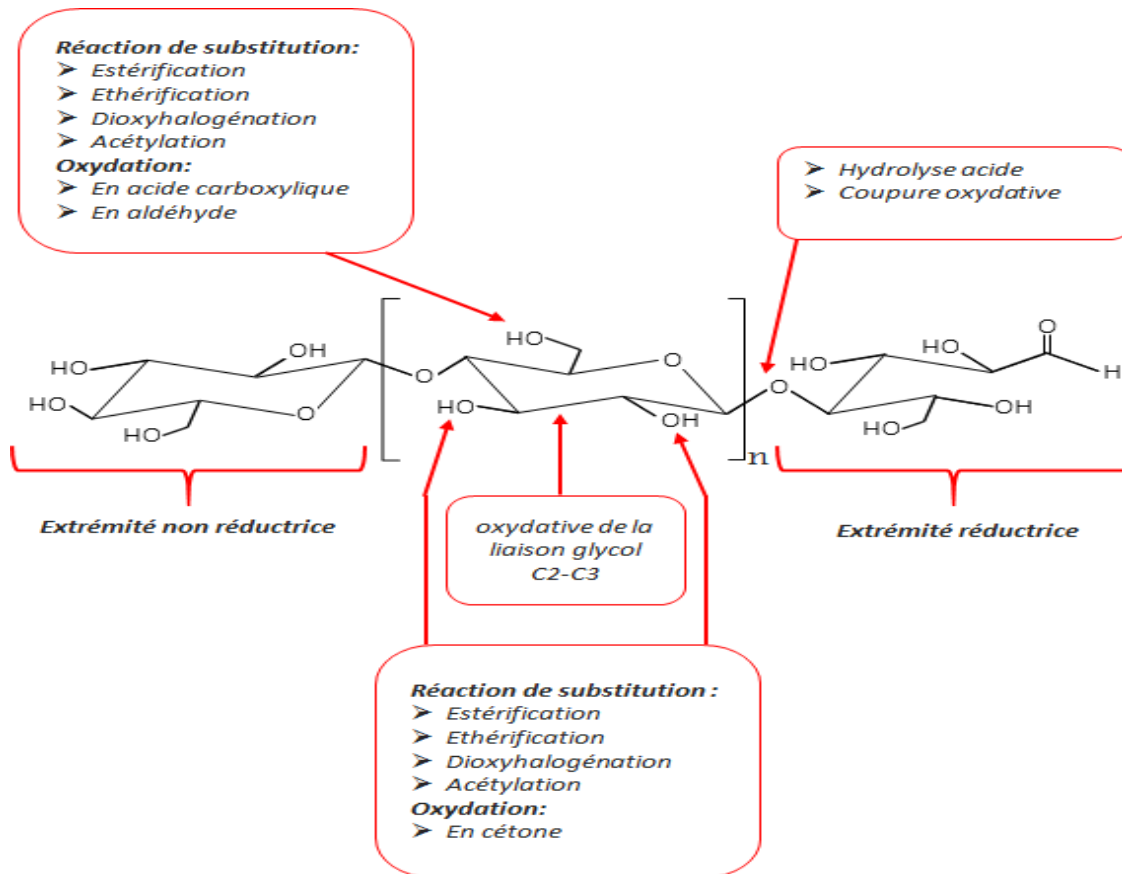 Réaction de substitution:
➤ Estérification
➤ Ethérification
➤ Dioxyhalogénation
➤ Acétylation
Oxydation:
➤ En acide carboxylique
➤ En aldéhyde
➤ Hydrolyse acide
➤ Coupure oxydative
HO
OH
HO
HO
O
O
HO
O
HO
OH
n
O
HO
HO
O
H
OH
HO
Extrémité non réductrice
oxydative de la
liaison glycol
C2-C3
Extrémité réductrice
Réaction de substitution :
➤ Estérification
➤ Ethérification
➤ Dioxyhalogénation
➤ Acétylation
Oxydation:
➤ En cétone